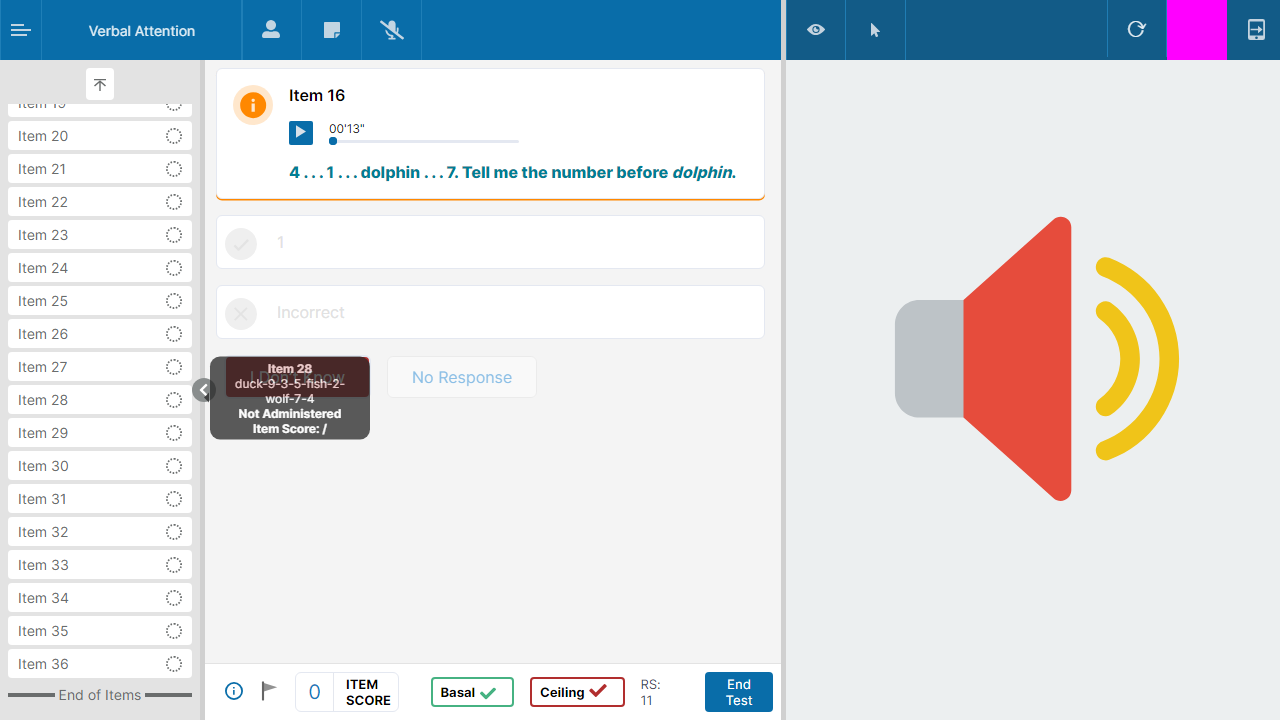 Verbal Attention
Item 19
Item 20
Item 21
Item 22
Item 23
Item 24
Item 25
Item 26
Item 27
Item 28
Item 29
Item 30
Item 31
Item 32
Item 33
Item 34
Item 35
Item 36
End of Items
Item 16
00'13"
4 . . . 1 . . . dolphin . . . 7. Tell me the number before dolphin.
1
Incorrect
I Don't Know
No Response
Item 28
duck-9-3-5-fish-2-
wolf-7-4
Not Administered
Item Score: /
0
ITEM
SCORE
Basal
Ceiling
RS:
11
End
Test